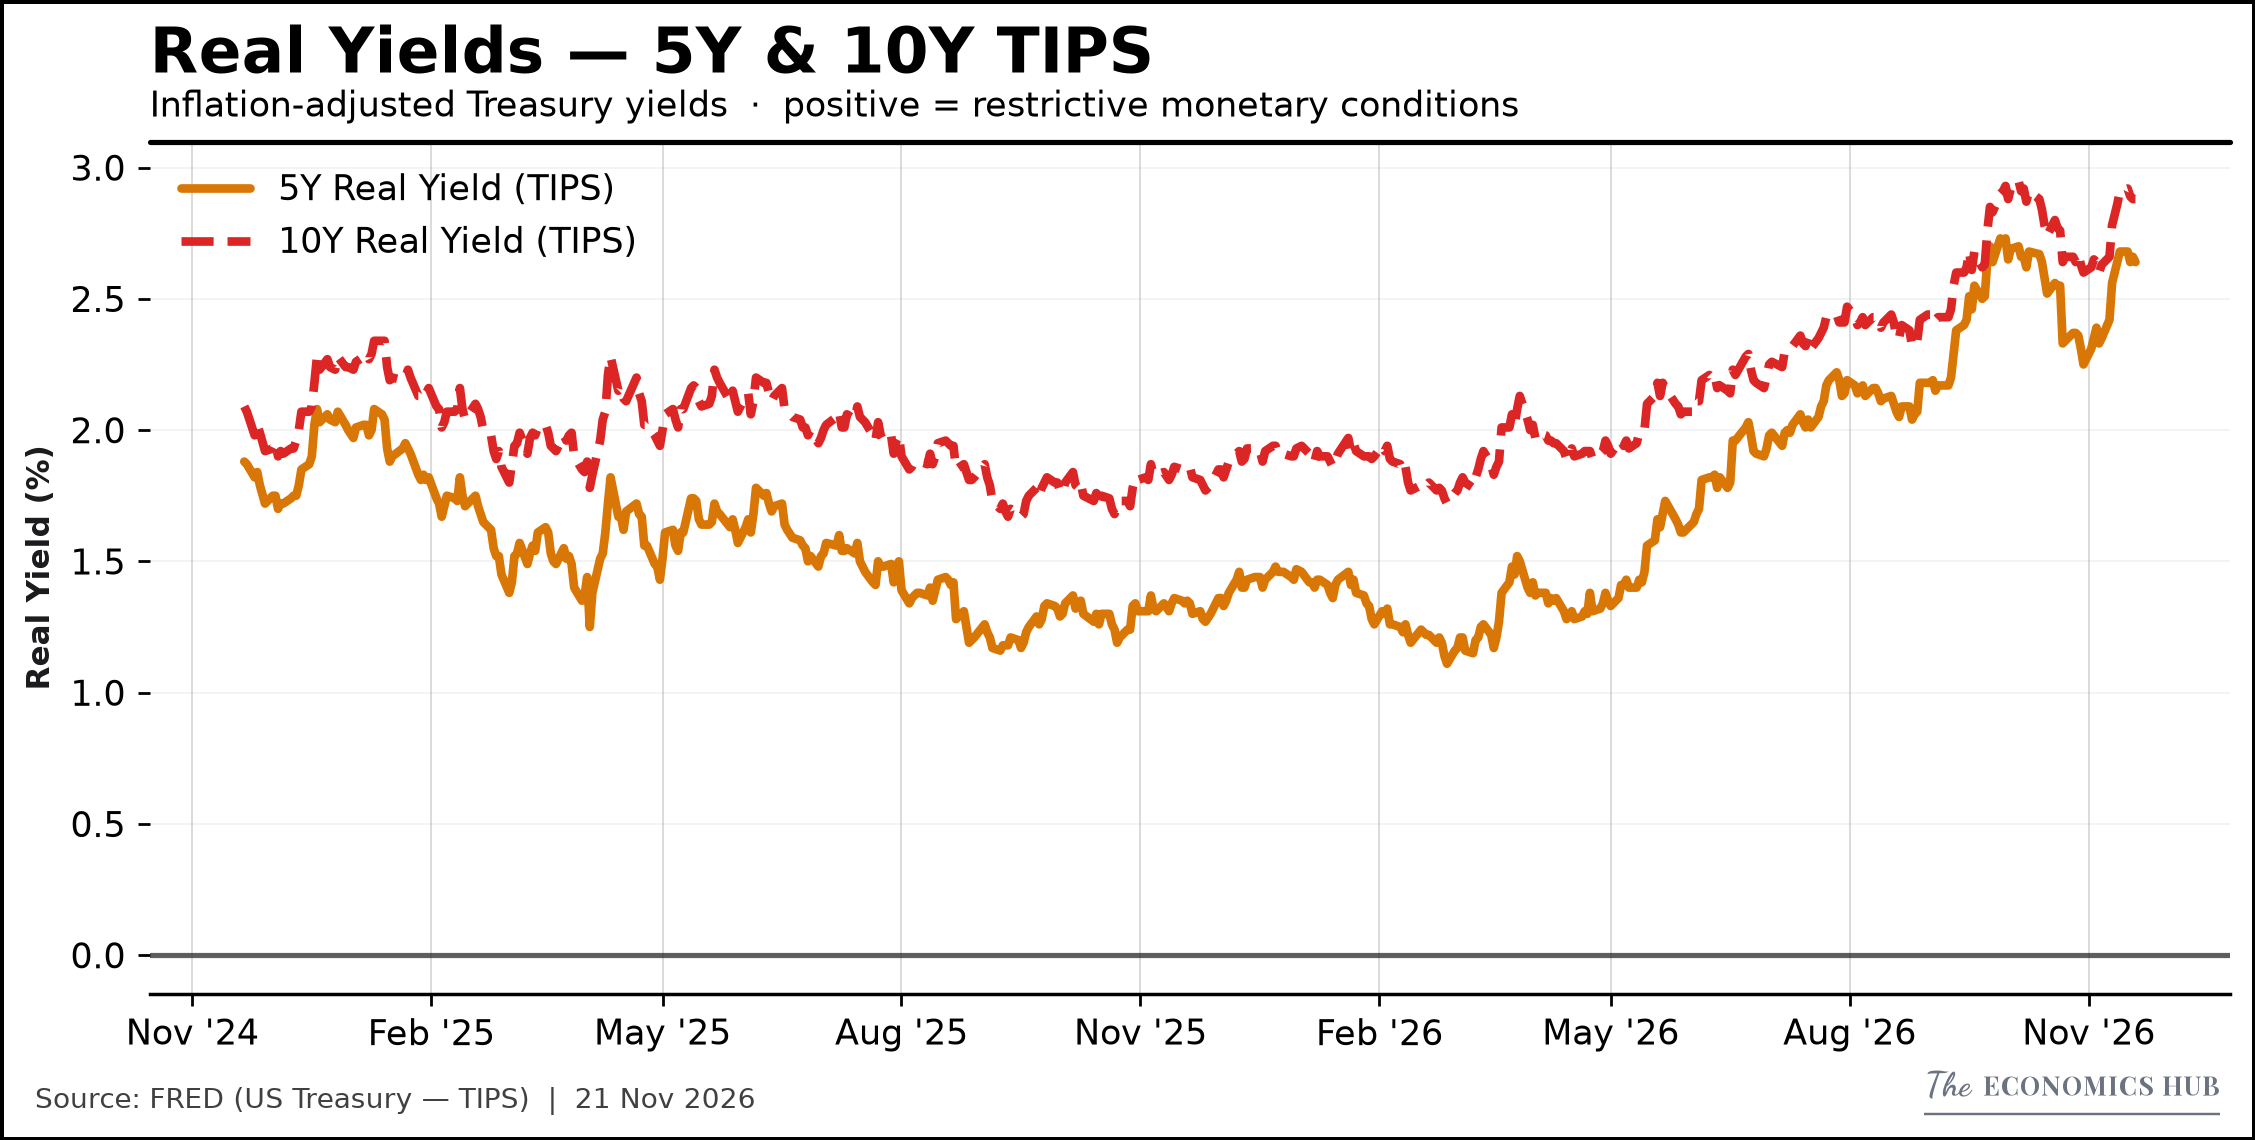 Real Yields — 5Y & 10Y TIPS
Inflation-adjusted Treasury yields · positive = restrictive monetary conditions
5Y Real Yield (TIPS)
10Y Real Yield (TIPS)
Real Yield (%)
3.0
2.5
2.0
1.5
1.0
0.5
0.0
Nov '24 Feb '25 May '25 Aug '25 Nov '25 Feb '26 May '26 Aug '26 Nov '26
Source: FRED (US Treasury — TIPS) | 21 Nov 2026
The ECONOMICS HUB